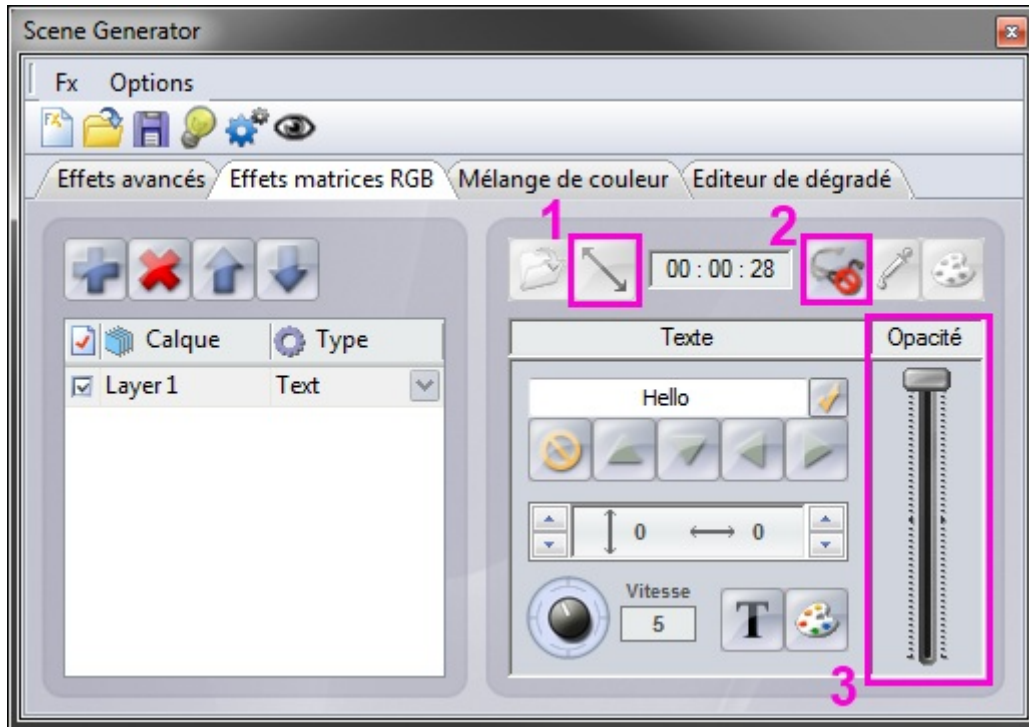 Scene Generator
Fx Options
Effets avancés Effets matrices RGB Mélange de couleur Editeur de dégradé
1 2
00 : 00 : 28
Calque Type
Texte Opacité
Layer 1 Text
Hello
0 0
Vitesse
5 T
3